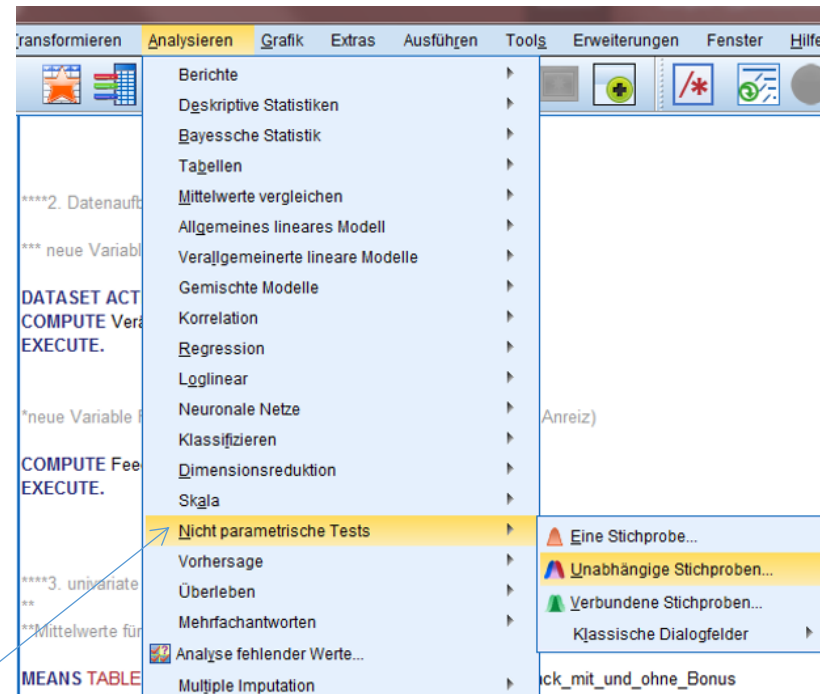 ransformieren Analysieren Grafik Extras Ausführen Tools Erweiterungen Fenster Hilfe
Berichte
Deskriptive Statistiken
Bayessche Statistik
Tabellen
Mittelwerte vergleichen
Allgemeines lineares Modell
Verallgemeinerte lineare Modelle
Gemischte Modelle
Korrelation
Regression
Loglinear
Neuronale Netze
Klassifizieren
Dimensionsreduktion
Skala
Nicht parametrische Tests
Vorhersage
Überleben
Mehrfachantworten
Analyse fehlender Werte...
Multiple Imputation
Eine Stichprobe...
Unabhängige Stichproben...
Verbundene Stichproben...
Klassische Dialogfelder
****2. Datenaufb
*** neue Variabl
DATASET ACT
COMPUTE Verä
EXECUTE.
*neue Variable F Anreiz)
COMPUTE Fee
EXECUTE.
****3. univariate
**
**Mittelwerte für
MEANS TABLE ck_mit_und_ohne_Bonus